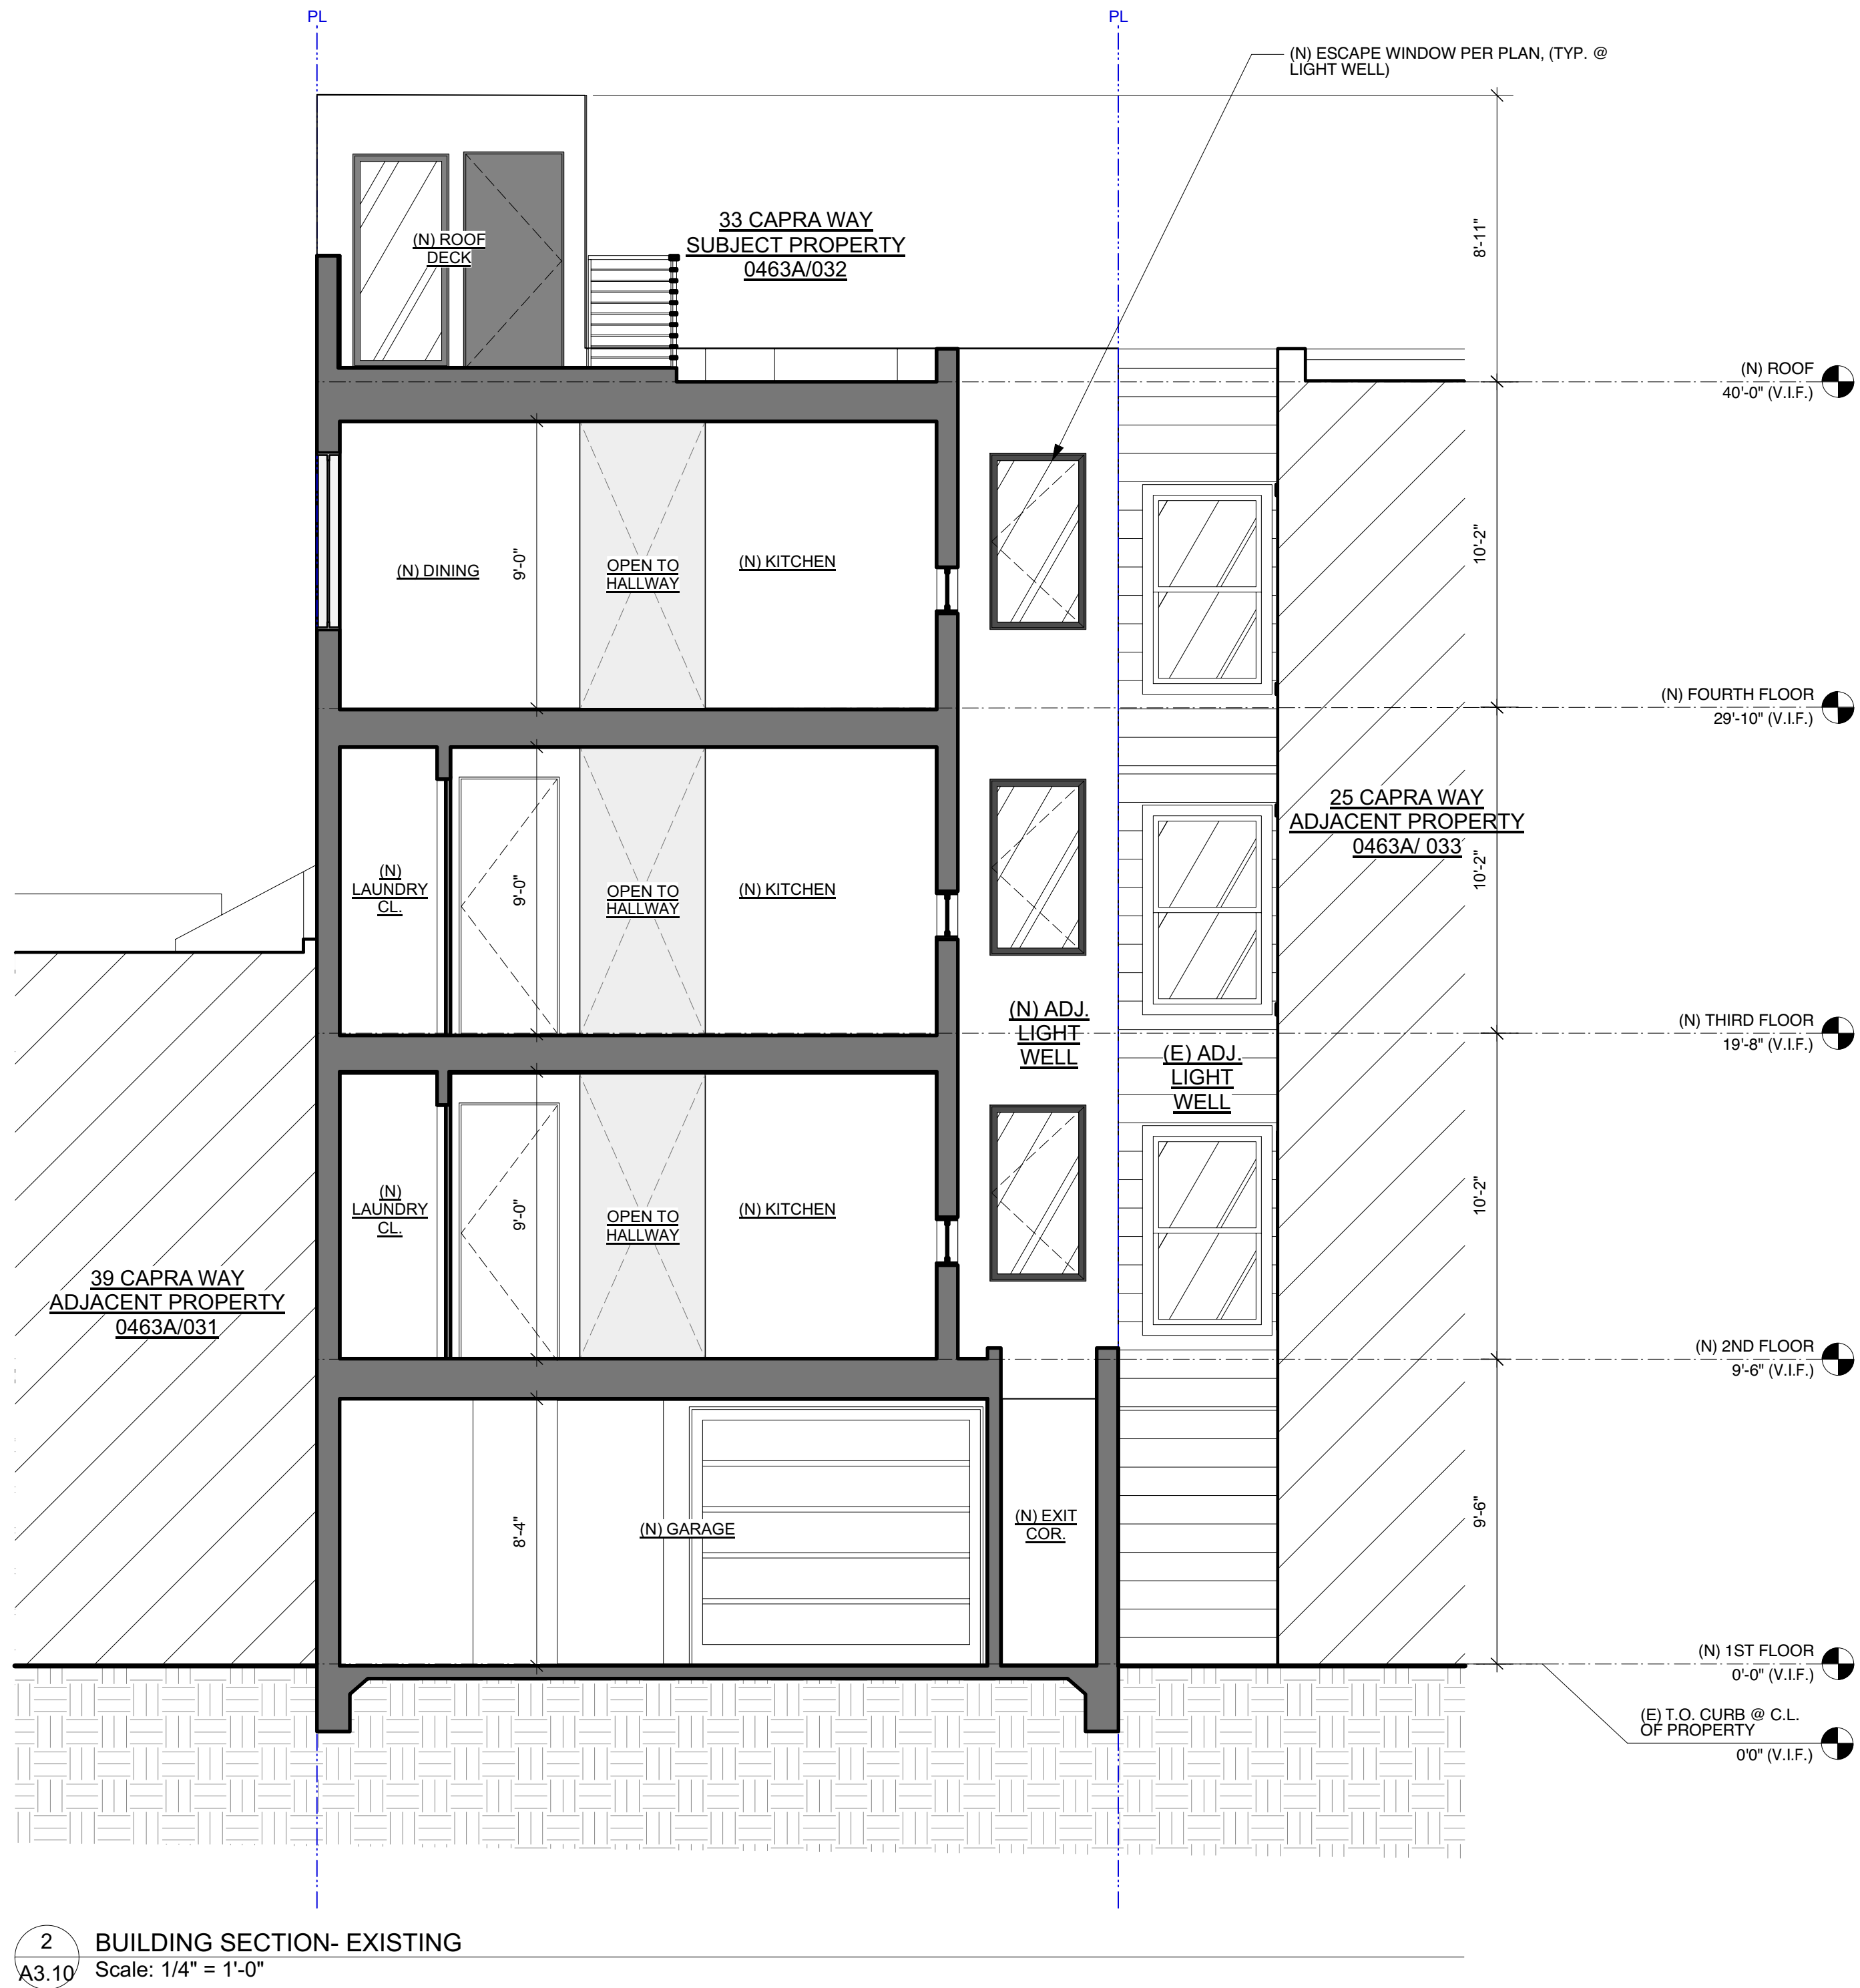 PL
PL
(N) ESCAPE WINDOW PER PLAN, (TYP. @
LIGHT WELL)
33 CAPRA WAY
SUBJECT PROPERTY
0463A/032
(N) ROOF
DECK
8'-11"
(N) ROOF
40'-0" (V.I.F.)
(N) DINING
9'-0"
OPEN TO
HALLWAY
(N) KITCHEN
10'-2"
(N) FOURTH FLOOR
29'-10" (V.I.F.)
25 CAPRA WAY
ADJACENT PROPERTY
0463A/ 033
10'-2"
(N)
LAUNDRY
CL.
9'-0"
OPEN TO
HALLWAY
(N) KITCHEN
(N) ADJ.
LIGHT
WELL
(E) ADJ.
LIGHT
WELL
(N) THIRD FLOOR
19'-8" (V.I.F.)
(N)
LAUNDRY
CL.
9'-0"
OPEN TO
HALLWAY
(N) KITCHEN
10'-2"
39 CAPRA WAY
ADJACENT PROPERTY
0463A/031
(N) 2ND FLOOR
9'-6" (V.I.F.)
8'-4"
(N) GARAGE
(N) EXIT
COR.
9'-6"
(N) 1ST FLOOR
0'-0" (V.I.F.)
(E) T.O. CURB @ C.L.
OF PROPERTY
0'0" (V.I.F.)
2
A3.10
BUILDING SECTION- EXISTING
Scale: 1/4" = 1'-0"